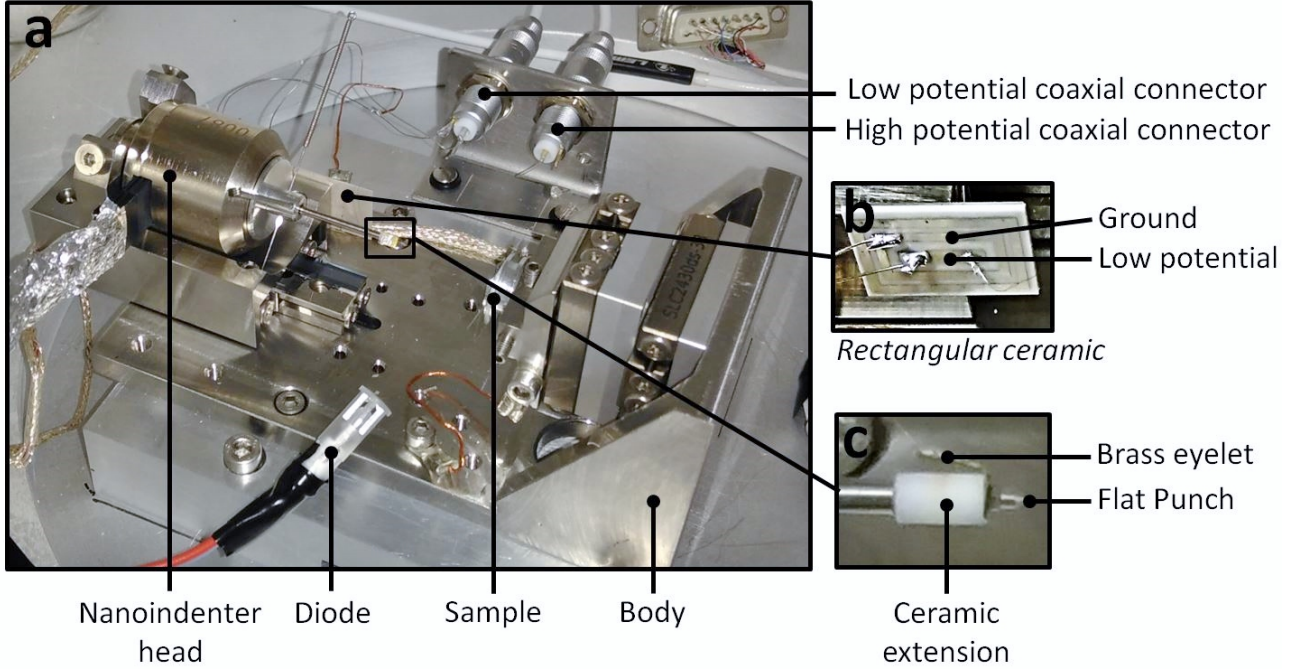 a
Low potential coaxial connector
High potential coaxial connector
b
Ground
Low potential
Rectangular ceramic
SLC2430ds-
c
Brass eyelet
Flat Punch
Nanoindenter
head
Diode
Sample
Body
Ceramic
extension